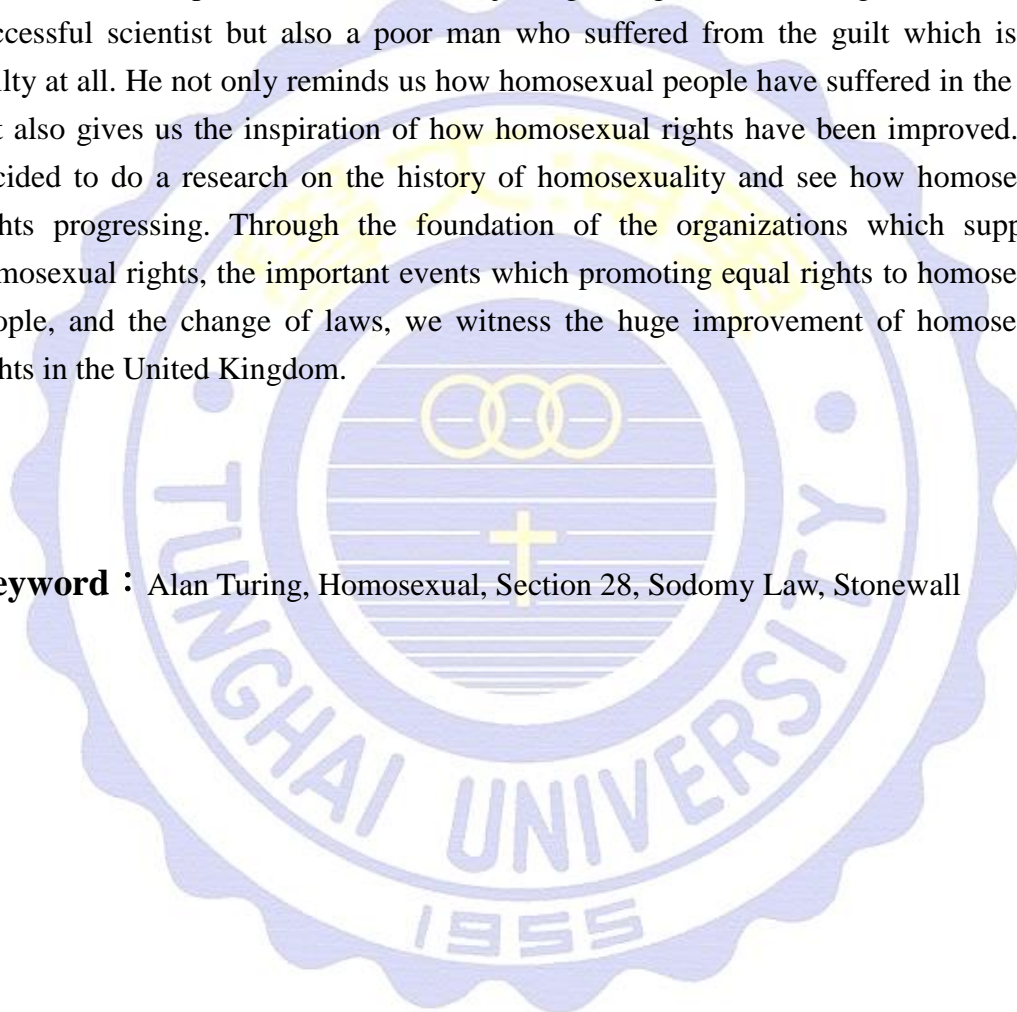 ccessful scientist but also a poor man who suffered from the guilt which is
ilty at all. He not only reminds us how homosexual people have suffered in the
t also gives us the inspiration of how homosexual rights have been improved.
cided to do a research on the history of homosexuality and see how homose
hts progressing. Through the foundation of the organizations which supp
mosexual rights, the important events which promoting equal rights to homose
ople, and the change of laws, we witness the huge improvement of homose
hts in the United Kingdom.
eyword：Alan Turing, Homosexual, Section 28, Sodomy Law, Stonewall
TUNGHAI UNIVERSITY
1955